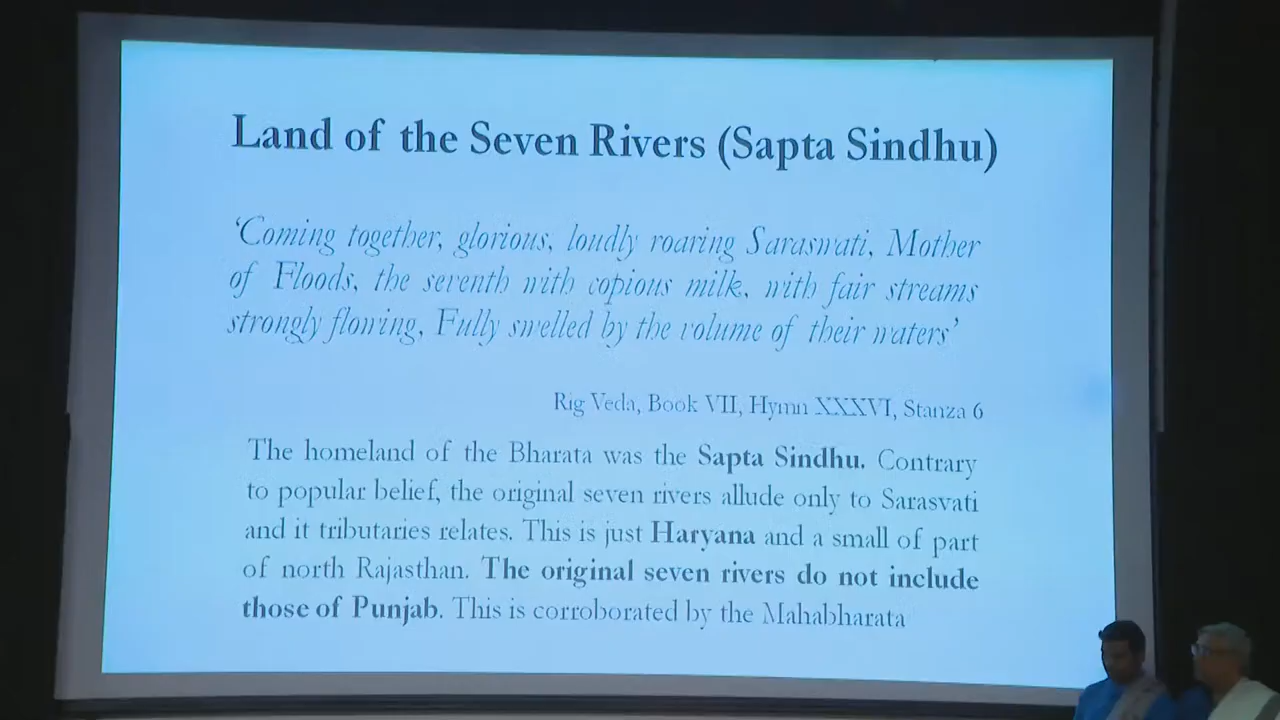 Land of the Seven Rivers (Sapta Sindhu)
‘Coming together, glorious, loudly roaring Saraswati, Mother
of Floods, the seventh with copious milk, with fair streams
strongly flowing, Fully swelled by the volume of their waters’
Rig Veda, Book VII, Hymn XXXVI, Stanza 6
The homeland of the Bharata was the Sapta Sindhu. Contrary
to popular belief, the original seven rivers allude only to Sarasvati
and it tributaries relates. This is just Haryana and a small of part
of north Rajasthan. The original seven rivers do not include
those of Punjab. This is corroborated by the Mahabharata